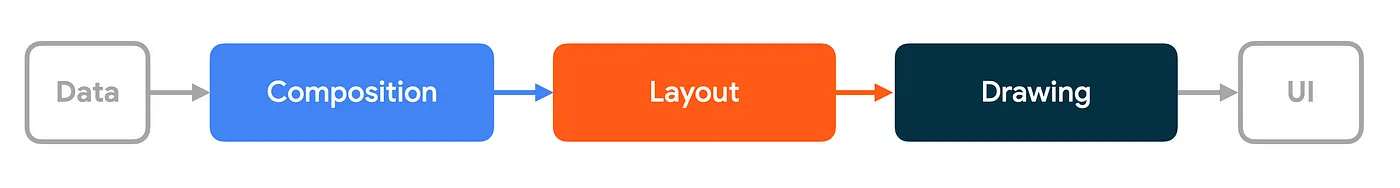 Data
Composition
Layout
Drawing
UI